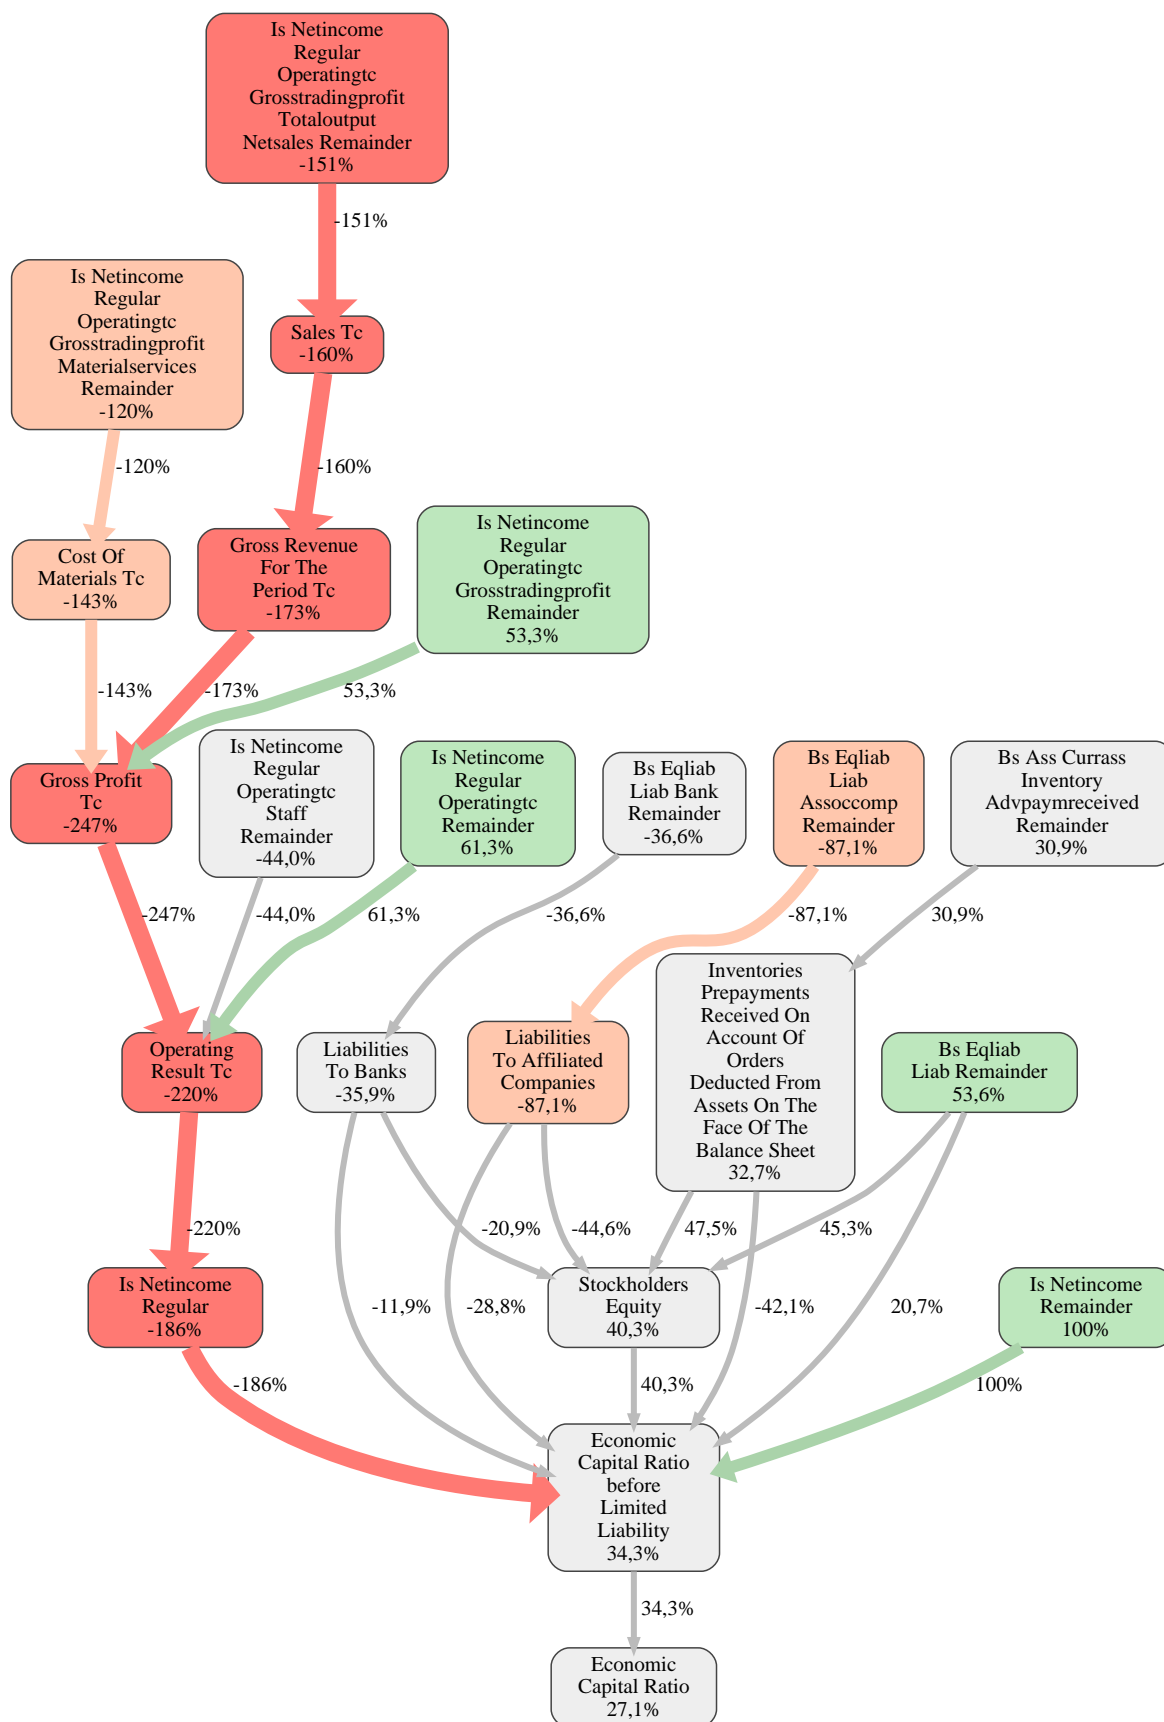 Is Netincome
Regular
Operatingtc
Grosstradingprofit
Totaloutput
Netsales Remainder
-151%
-151%
Is Netincome
Regular
Operatingtc
Grosstradingprofit
Materialservices
Remainder
-120%
Sales Tc
-160%
-120%
-160%
Is Netincome
Regular
Operatingtc
Grosstradingprofit
Remainder
53,3%
Gross Revenue
For The
Period Tc
-173%
Cost Of
Materials Tc
-143%
-143%
-173%
53,3%
Gross Profit
Tc
-247%
Is Netincome
Regular
Operatingtc
Staff
Remainder
-44,0%
Is Netincome
Regular
Operatingtc
Remainder
61,3%
Bs Eqliab
Liab Bank
Remainder
-36,6%
Bs Eqliab
Liab
Assoccomp
Remainder
-87,1%
Bs Ass Currass
Inventory
Advpaymreceived
Remainder
30,9%
-247%
-44,0%
61,3%
-36,6%
-87,1%
30,9%
Operating
Result Tc
-220%
Liabilities
To Banks
-35,9%
Liabilities
To Affiliated
Companies
-87,1%
Inventories
Prepayments
Received On
Account Of
Orders
Deducted From
Assets On The
Face Of The
Balance Sheet
32,7%
Bs Eqliab
Liab Remainder
53,6%
-220%
-20,9%
-44,6%
47,5%
45,3%
Is Netincome
Regular
-186%
-11,9%
-28,8%
Stockholders
Equity
40,3%
-42,1%
20,7%
Is Netincome
Remainder
100%
-186%
40,3%
100%
Economic
Capital Ratio
before
Limited
Liability
34,3%
34,3%
Economic
Capital Ratio
27,1%